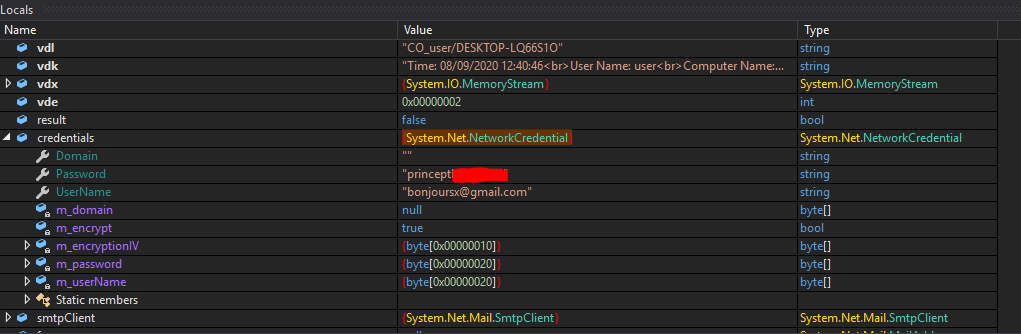 Locals
Name Value Type
vdl "CO_user/DESKTOP-LQ66S1O" string
vdk "Time: 08/09/2020 12:40:46<br>User Name: user<br>Computer Name:... string
vdx {System.IO.MemoryStream} System.IO.MemoryStream
vde 0x00000002 int
result false bool
credentials {System.Net.NetworkCredential} System.Net.NetworkCredential
Domain "" string
Password "princept " string
UserName "bonjoursx@gmail.com" string
m_domain null byte[]
m_encrypt true bool
m_encryptionIV {byte[0x00000010]} byte[]
m_password {byte[0x00000020]} byte[]
m_userName {byte[0x00000020]} byte[]
Static members
smtpClient {System.Net.Mail.SmtpClient} System.Net.Mail.SmtpClient